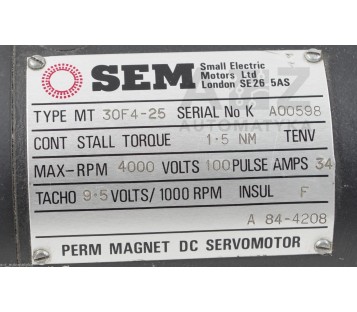 SEM
Small Electric
Motors Ltd
London SE26 5AS
TYPE MT 30F4-25 SERIAL No K A00598
CONT STALL TORQUE 1·5 NM TENV
MAX-RPM 4000 VOLTS 100 PULSE AMPS 34
TACHO 9·5 VOLTS/1000 RPM INSUL F
A 84-4208
PERM MAGNET DC SERVOMOTOR